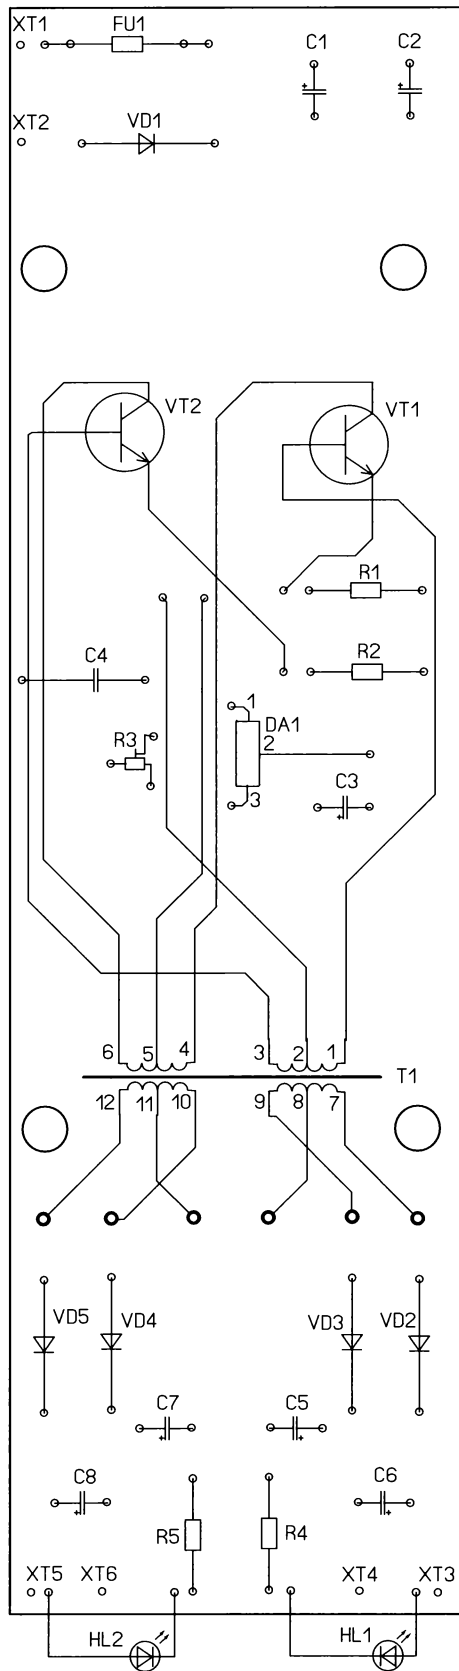 XT1 FU1
C1 C2
XT2 VD1
VT2 VT1
R1
C4 R2
1
R3 DA1
2
3 C3
6 5 4 3 2 1
T1
12 11 10 9 8 7
VD5 VD4 VD3 VD2
C7 C5
C8 C6
R5 R4
XT5 XT6 XT4 XT3
HL2 HL1